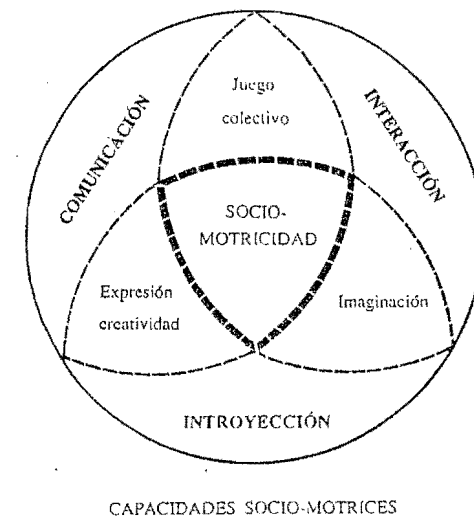 Juego
colectivo
COMUNICACIÓN
INTERACCIÓN
SOCIO-
MOTRICIDAD
Expresión
creatividad
Imaginación
INTROYECCIÓN
CAPACIDADES SOCIO-MOTRICES